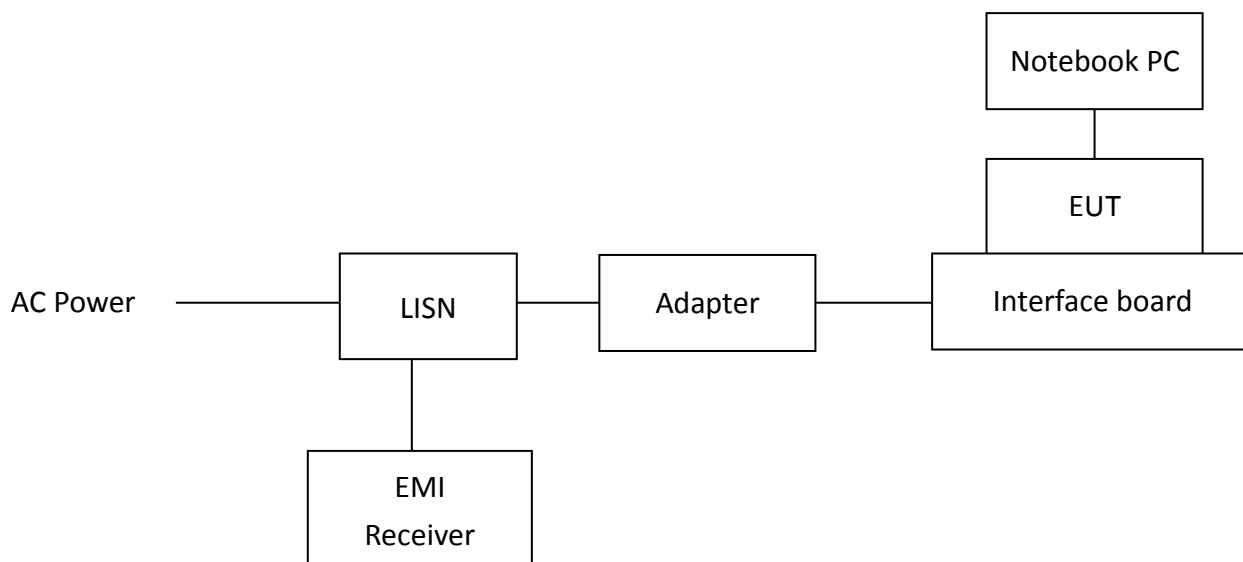 Notebook PC
EUT
AC Power
LISN
Adapter
Interface board
EMI
Receiver